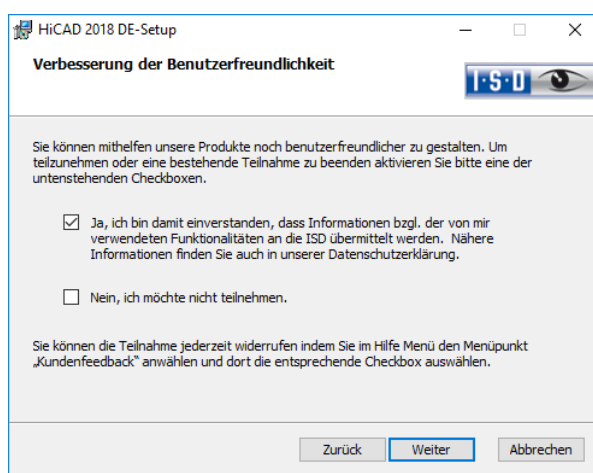 HiCAD 2018 DE-Setup
Verbesserung der Benutzerfreundlichkeit
I·S·D
Sie können mithelfen unsere Produkte noch benutzerfreundlicher zu gestalten. Um
teilzunehmen oder eine bestehende Teilnahme zu beenden aktivieren Sie bitte eine der
untenstehenden Checkboxen.
Ja, ich bin damit einverstanden, dass Informationen bzgl. der von mir
verwendeten Funktionalitäten an die ISD übermittelt werden. Nähere
Informationen finden Sie auch in unserer Datenschutzerklärung.
Nein, ich möchte nicht teilnehmen.
Sie können die Teilnahme jederzeit widerrufen indem Sie im Hilfe Menü den Menüpunkt
„Kundenfeedback“ anwählen und dort die entsprechende Checkbox auswählen.
Zurück Weiter Abbrechen